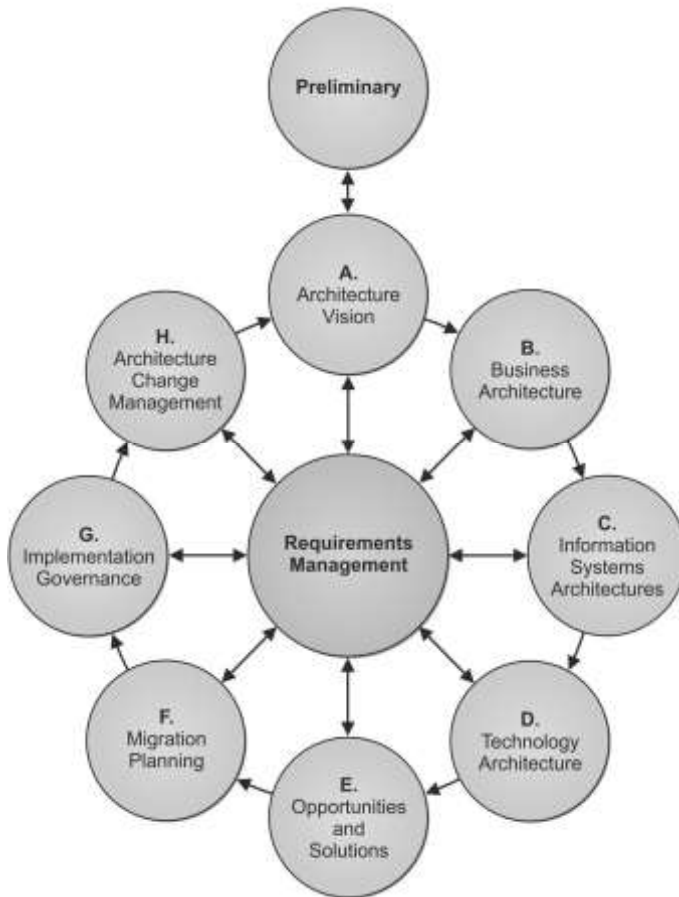 Preliminary
A.
Architecture
Vision
B.
Business
Architecture
C.
Information
Systems
Architectures
D.
Technology
Architecture
E.
Opportunities
and
Solutions
F.
Migration
Planning
G.
Implementation
Governance
H.
Architecture
Change
Management
Requirements
Management